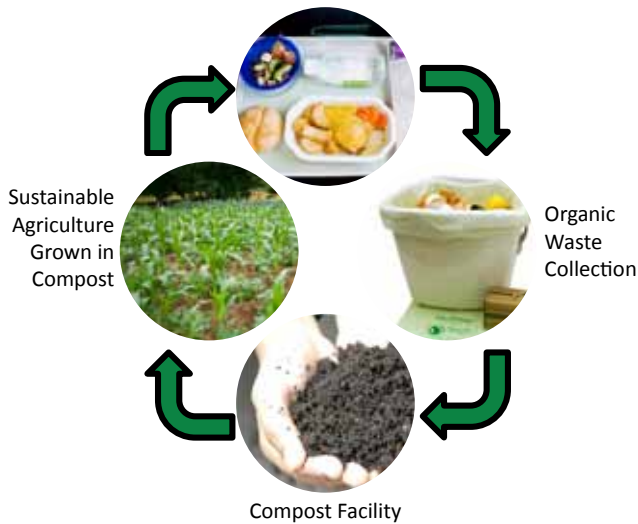 Sustainable
Agriculture
Grown in
Compost
Organic
Waste
Collection
Compost Facility